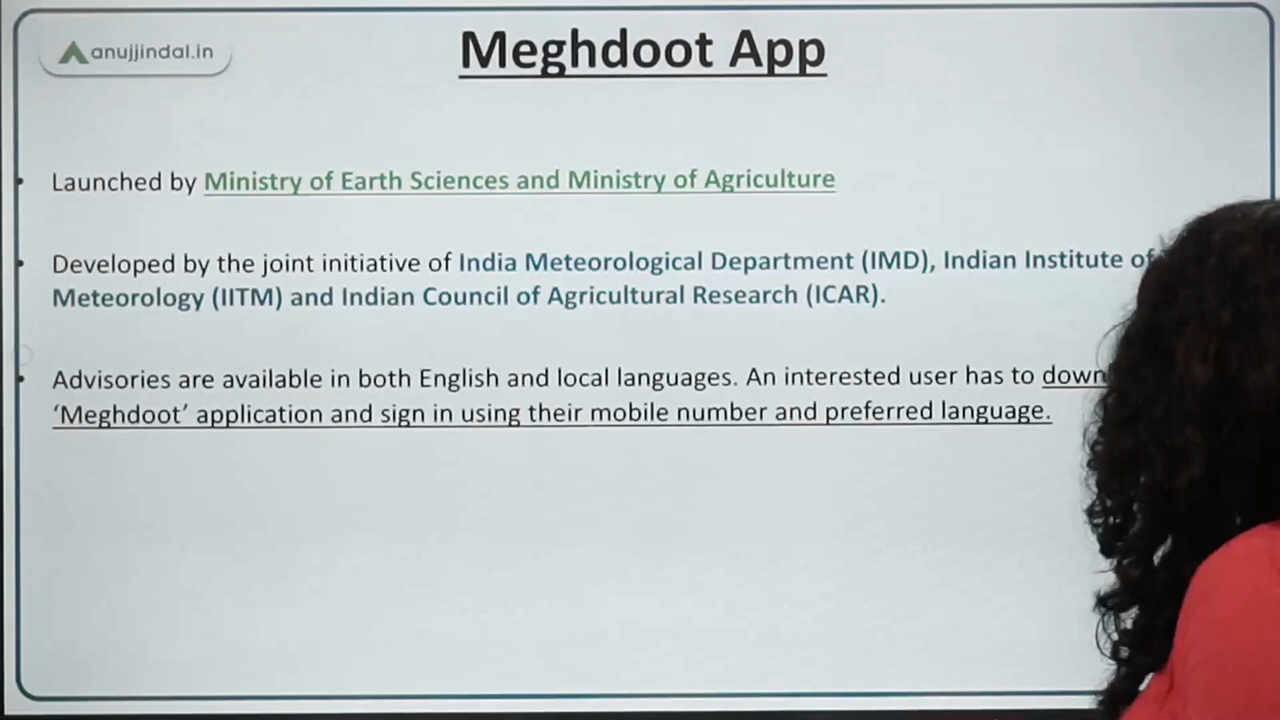 anujjindal.in
Meghdoot App
• Launched by Ministry of Earth Sciences and Ministry of Agriculture
• Developed by the joint initiative of India Meteorological Department (IMD), Indian Institute of
Meteorology (IITM) and Indian Council of Agricultural Research (ICAR).
• Advisories are available in both English and local languages. An interested user has to
‘Meghdoot’ application and sign in using their mobile number and preferred language.